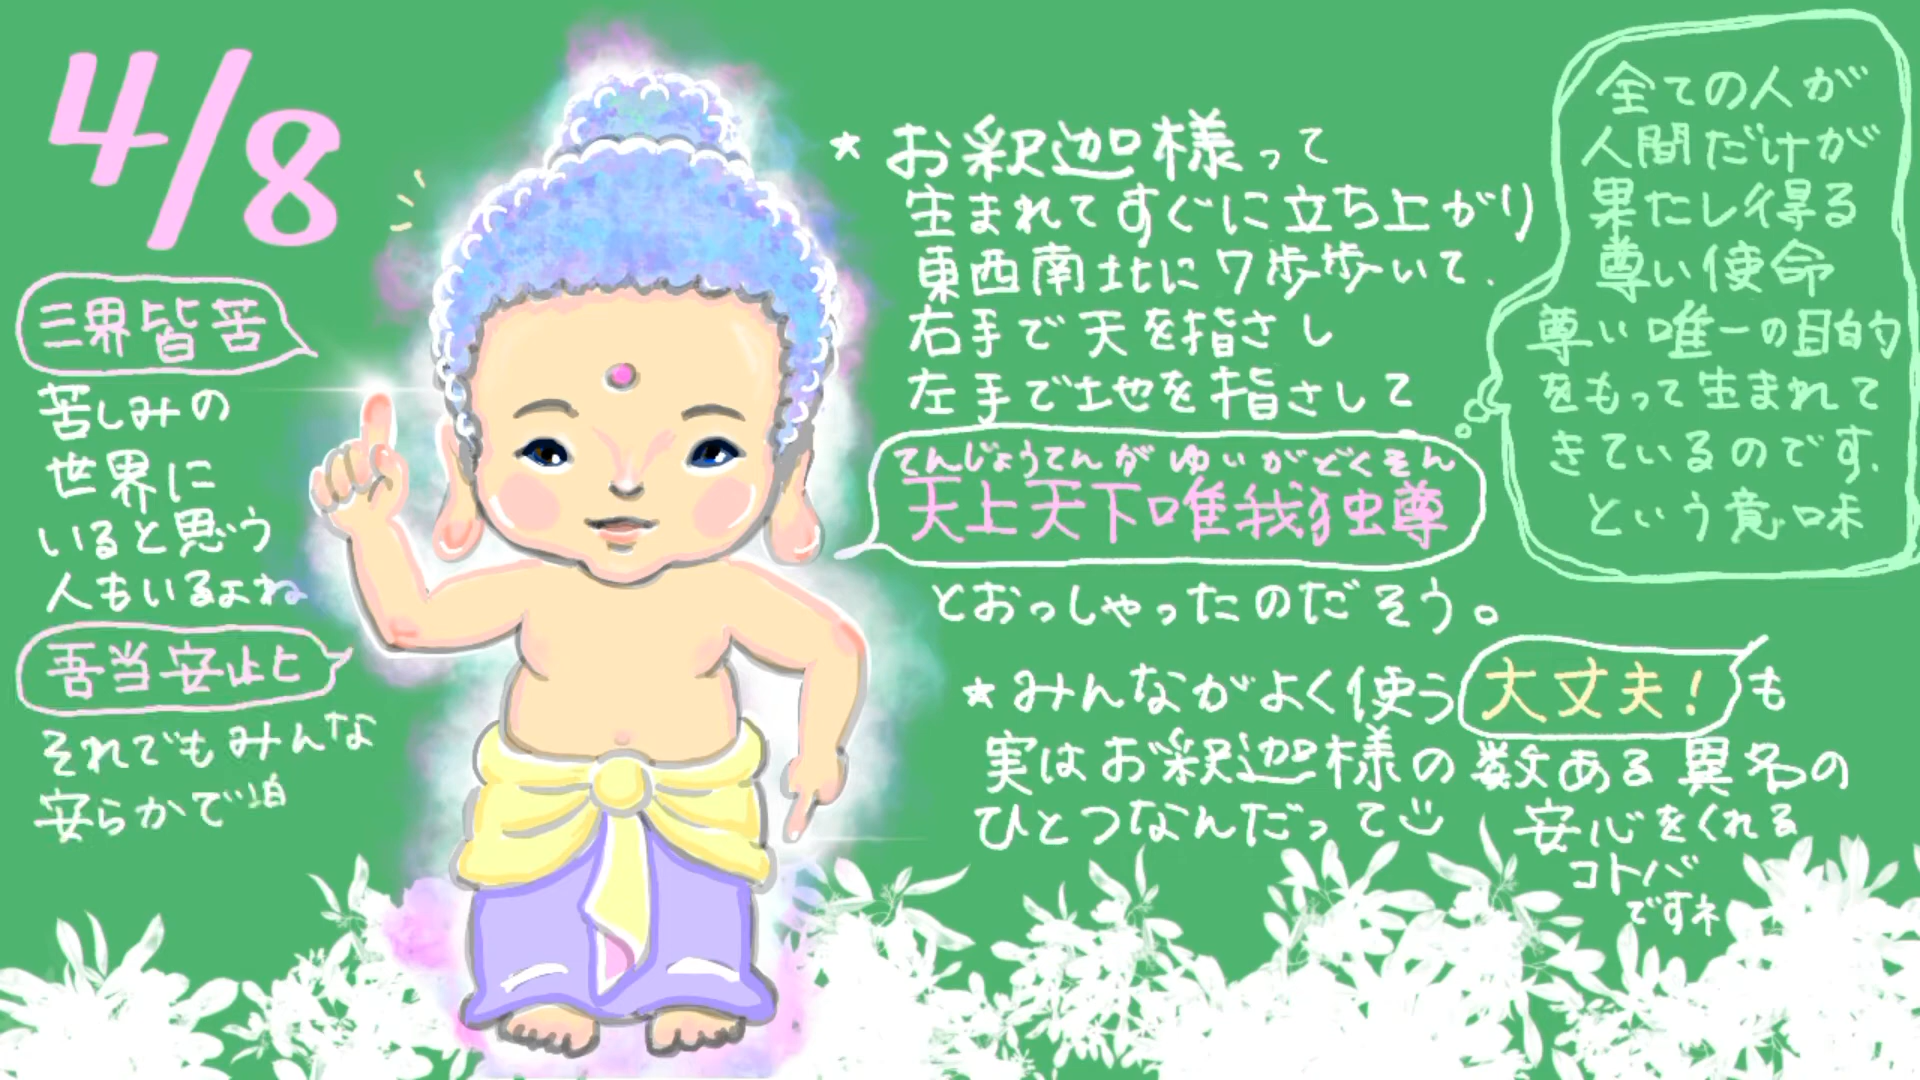 4/8
三界皆苦
苦しみの
世界に
いると思う
人もいるよね
吾当安此
それでもみんな
安らかで
★お釈迦様って
生まれてすぐに立ち上がり
東西南北に7歩歩いて、
右手で天を指さし
左手で地を指さして
てんじょうてんがゆいがどくそん
天上天下唯我独尊
とおっしゃったのだそう。
全ての人が
人間だけが
果たし得る
尊い使命
尊い唯一の目的
をもって生まれて
きているのです.
という意味
★みんながよく使う大丈夫!も
実はお釈迦様の数ある異名の
ひとつなんだって
安心をくれる
コトバ
ですネ